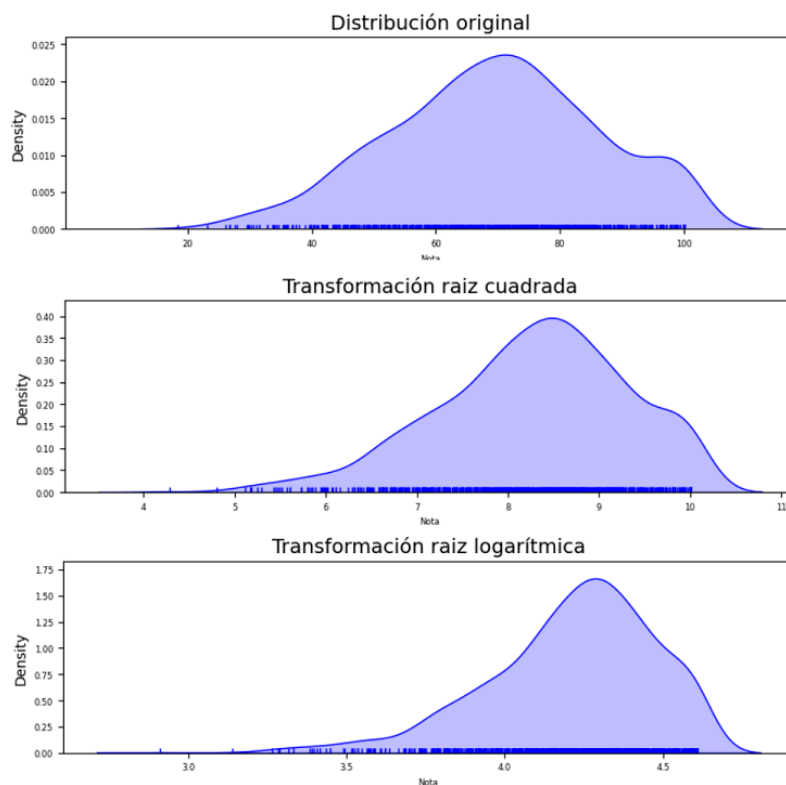 Distribución original
0.025
0.020
0.015
0.010
0.005
0.000
Density
20 40 60 80 100
Nota
Transformación raiz cuadrada
0.40
0.35
0.30
0.25
0.20
0.15
0.10
0.05
0.00
Density
4 5 6 7 8 9 10 11
Nota
Transformación raiz logarítmica
1.75
1.50
1.25
1.00
0.75
0.50
0.25
0.00
Density
3.0 3.5 4.0 4.5
Nota